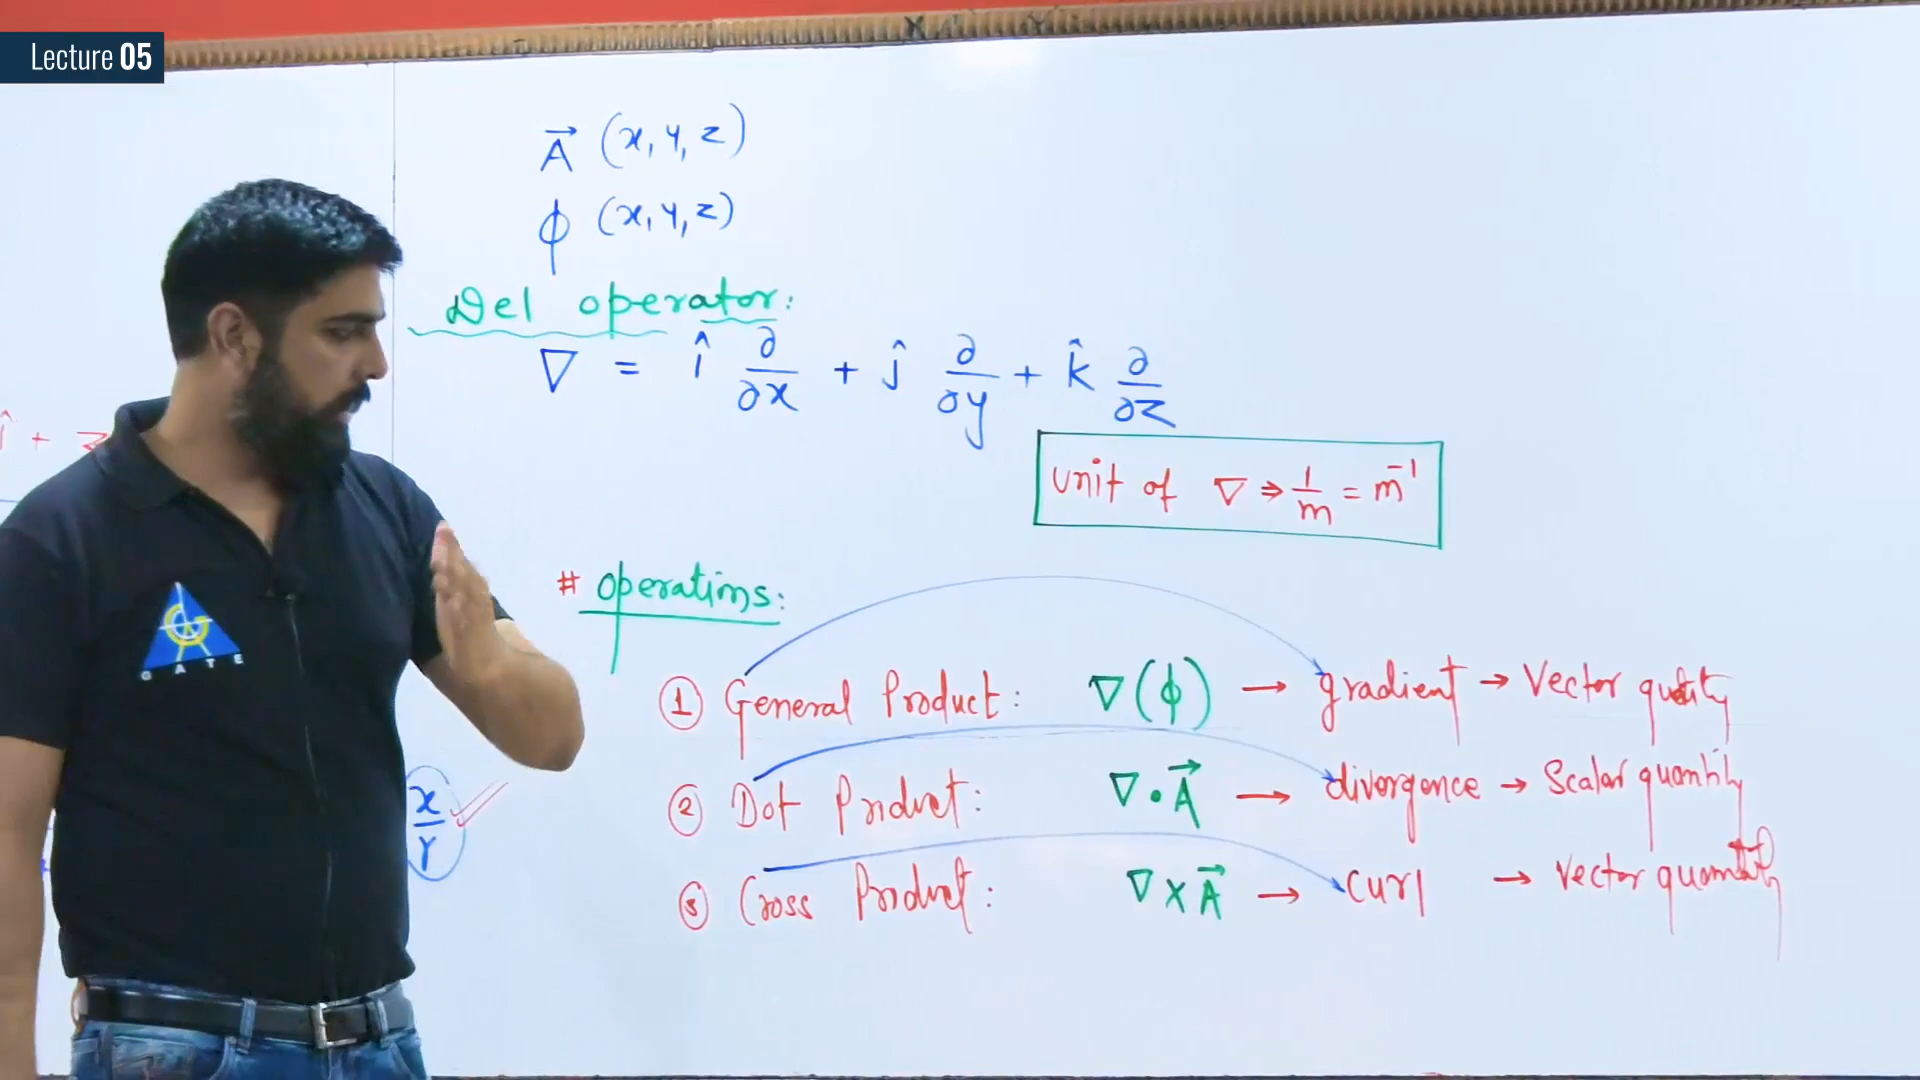 Lecture 05
X Y
A⃗ (x, y, z)
ϕ (x, y, z)
Del operator:
∇ = î ∂/∂x + ĵ ∂/∂y + k̂ ∂/∂z
î + z
unit of ∇ ⇒ 1/m = m⁻¹
# operations:
① General Product: ∇(ϕ) → gradient → Vector quantity
② Dot Product: ∇ · A⃗ → divergence → Scalar quantity
③ Cross Product: ∇ × A⃗ → curl → Vector quantity
x/y
GATE